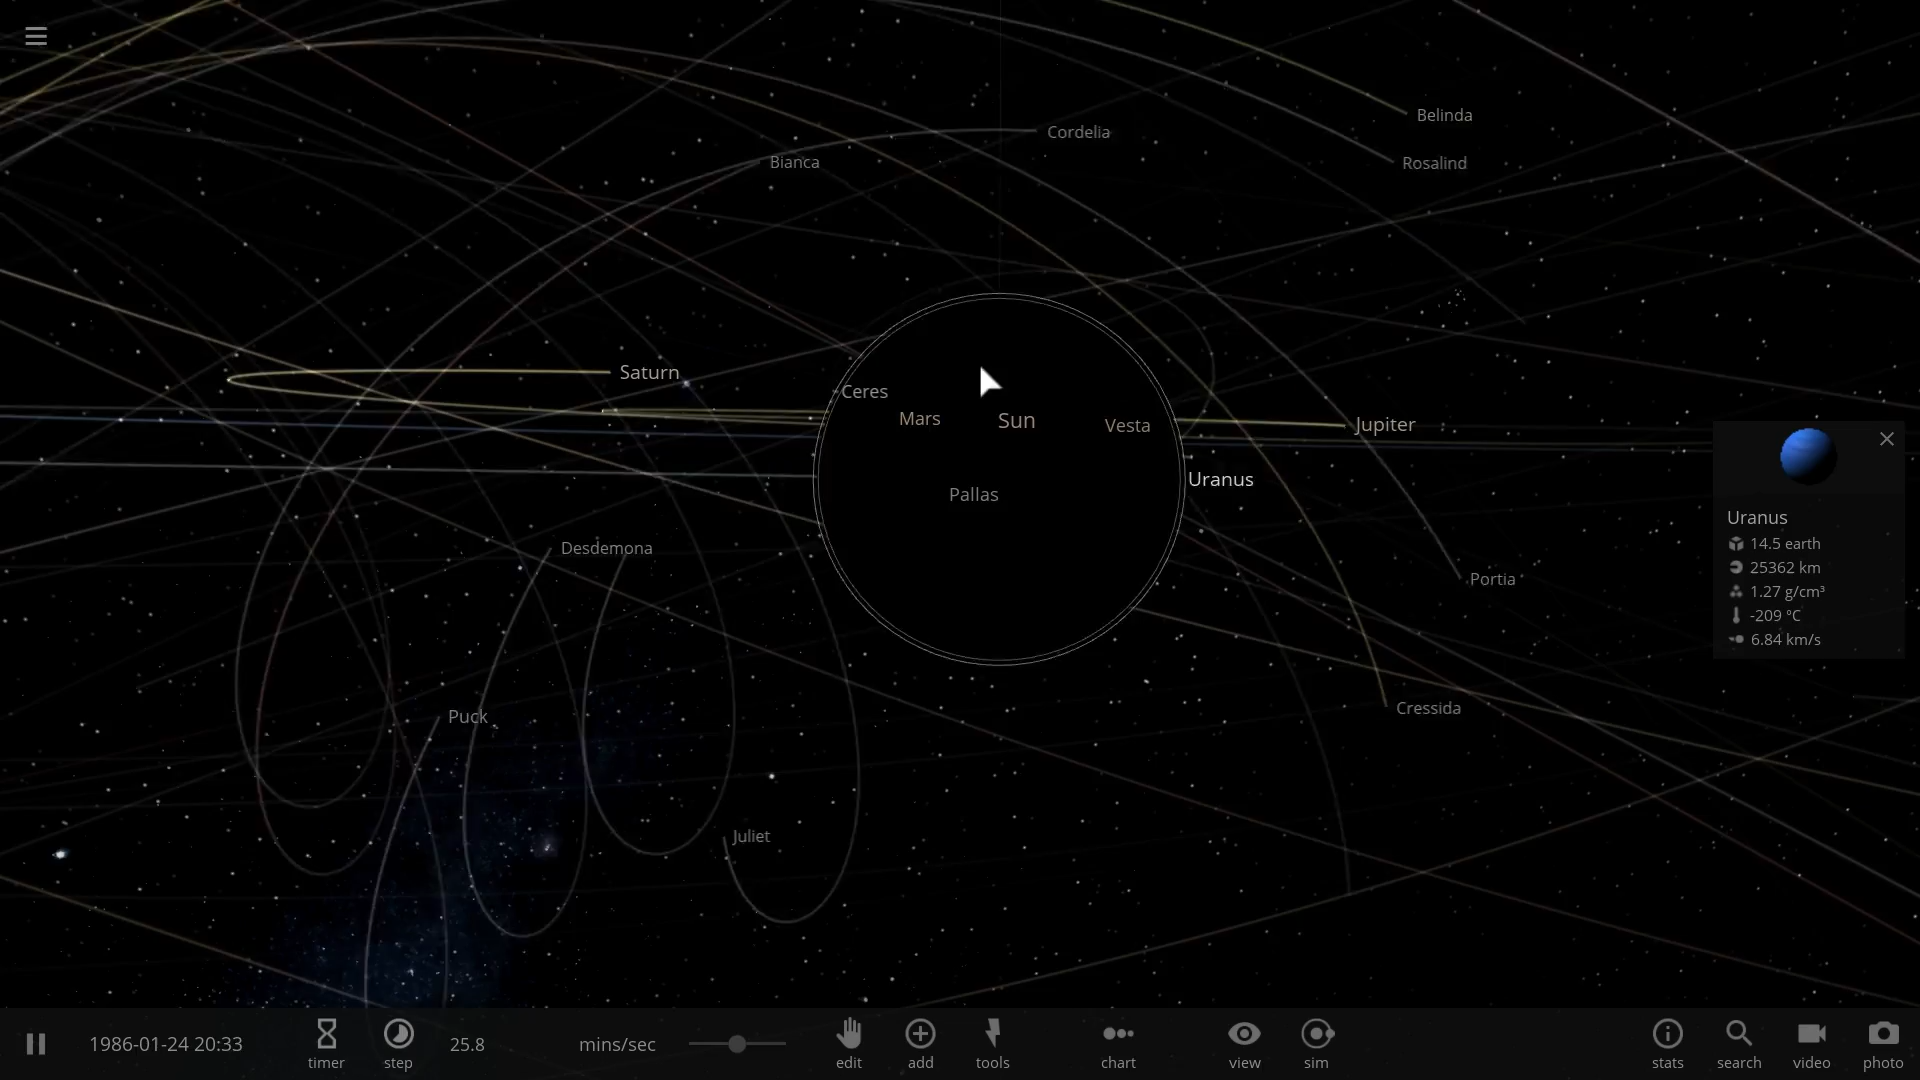 Belinda
Cordelia
Bianca
Rosalind
Saturn
Ceres
Mars
Sun
Vesta
Jupiter
Uranus
Pallas
Desdemona
Portia
Puck
Cressida
Juliet
Uranus
14.5 earth
25362 km
1.27 g/cm³
-209 °C
6.84 km/s
1986-01-24 20:33
timer
step
25.8
mins/sec
edit
add
tools
chart
view
sim
stats
search
video
photo